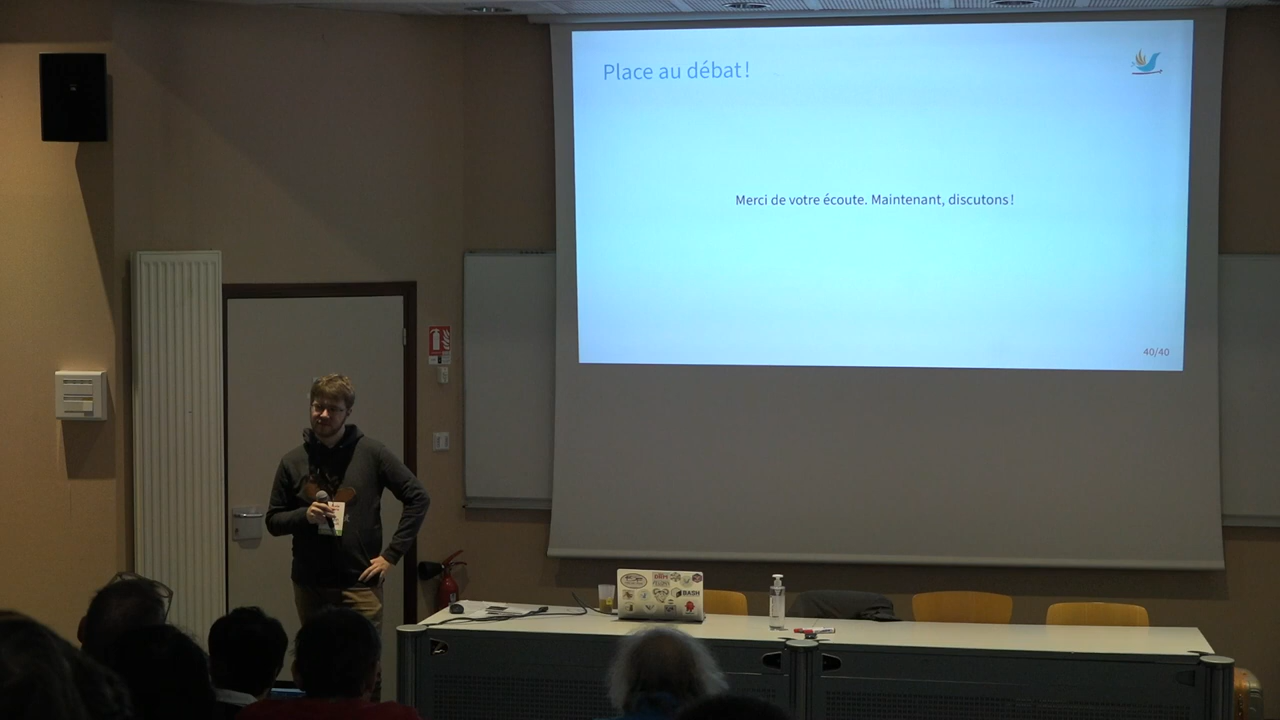 Place au débat !
Merci de votre écoute. Maintenant, discutons !
40/40
BASH